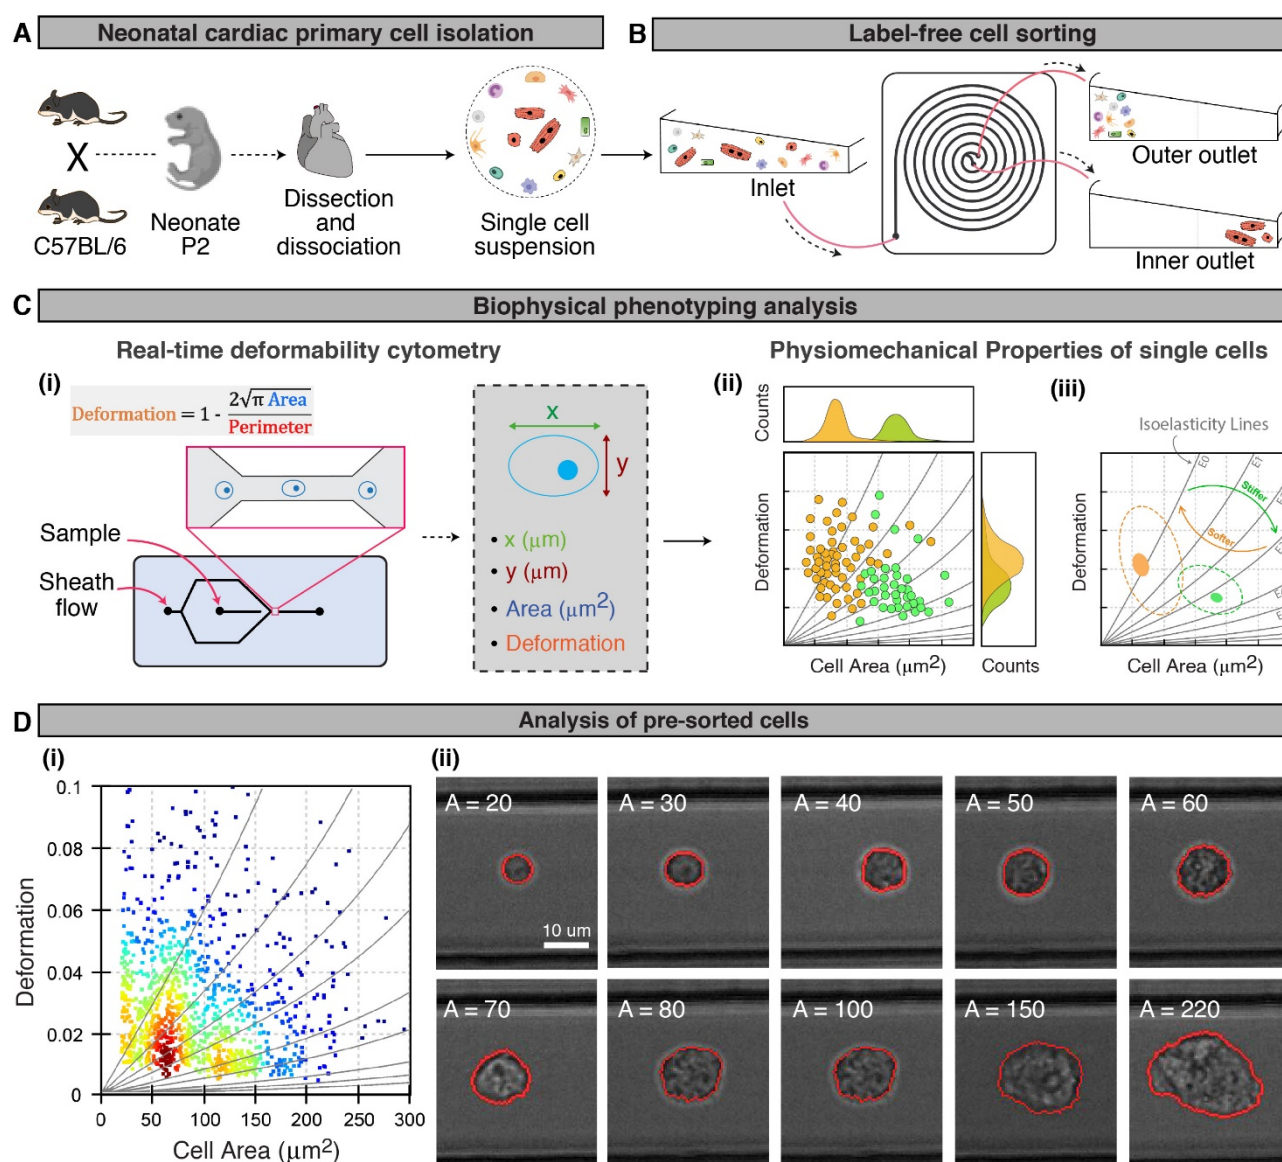 A Neonatal cardiac primary cell isolation
C57BL/6
X
Neonate
P2
Dissection
and
dissociation
Single cell
suspension
B Label-free cell sorting
Inlet
Outer outlet
Inner outlet
C Biophysical phenotyping analysis
Real-time deformability cytometry
(i)
Deformation = 1 - 2√π Area
Perimeter
Sample
Sheath
flow
x
y
• x (μm)
• y (μm)
• Area (μm²)
• Deformation
Physiomechanical Properties of single cells
(ii)
Counts
Deformation
Cell Area (μm²)
Counts
(iii)
Isoelasticity Lines
E0
E1
Stiffer
Softer
Deformation
Cell Area (μm²)
D Analysis of pre-sorted cells
(i)
0.1
0.08
0.06
0.04
0.02
0
Deformation
0 50 100 150 200 250 300
Cell Area (μm²)
(ii)
A = 20
A = 30
A = 40
A = 50
A = 60
10 um
A = 70
A = 80
A = 100
A = 150
A = 220